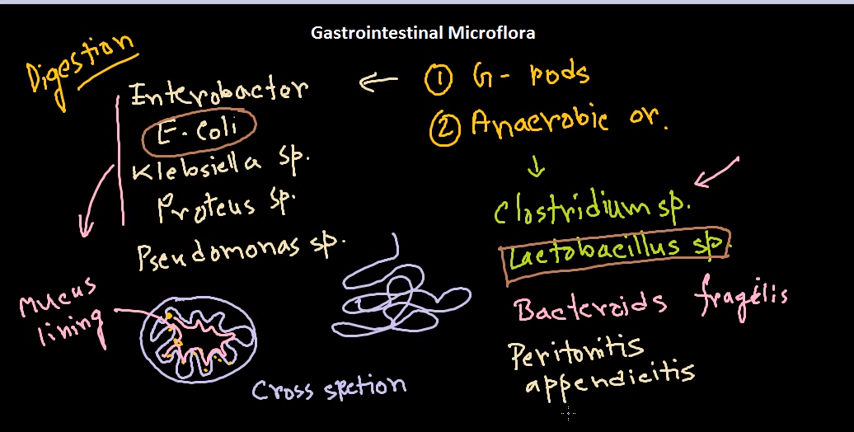 Gastrointestinal Microflora
Digestion
Enterobacter
E. Coli
Klebsiella sp.
Proteus sp.
Pseudomonas sp.
① G- pods
② Anaerobic or.
Clostridium sp.
Lactobacillus sp.
Bacteroids fragilis
Peritonitis
appendicitis
Mucus
lining
Cross section